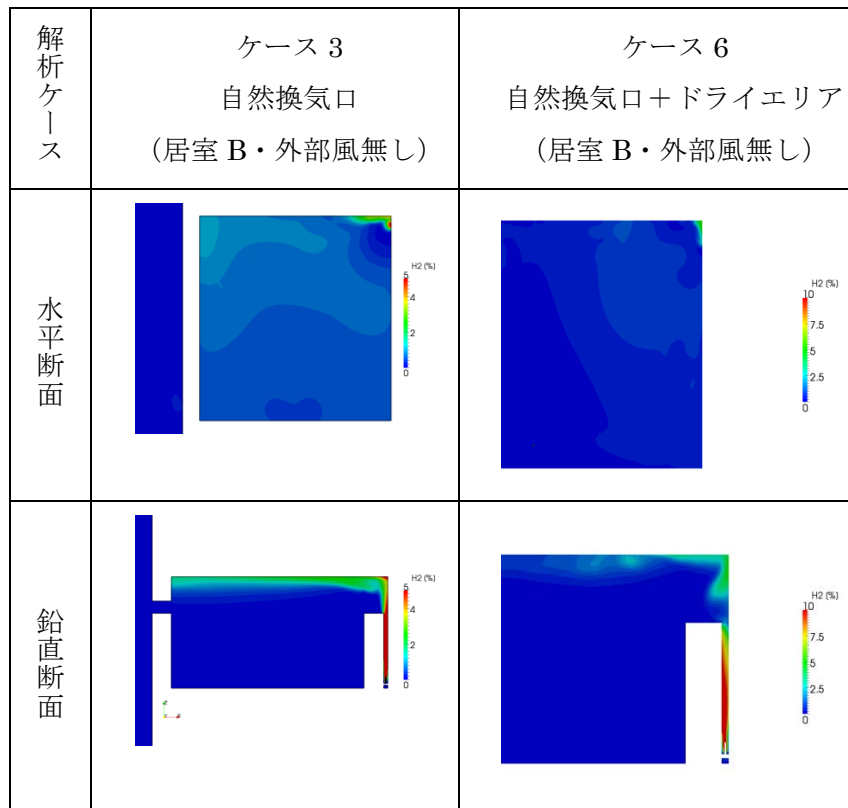 解析ケース
ケース 3
自然換気口
（居室 B・外部風無し）
ケース 6
自然換気口＋ドライエリア
（居室 B・外部風無し）
水平断面
H2 (%)
5
4
2
0
H2 (%)
10
7.5
5
2.5
0
鉛直断面
H2 (%)
5
4
2
0
H2 (%)
10
7.5
5
2.5
0